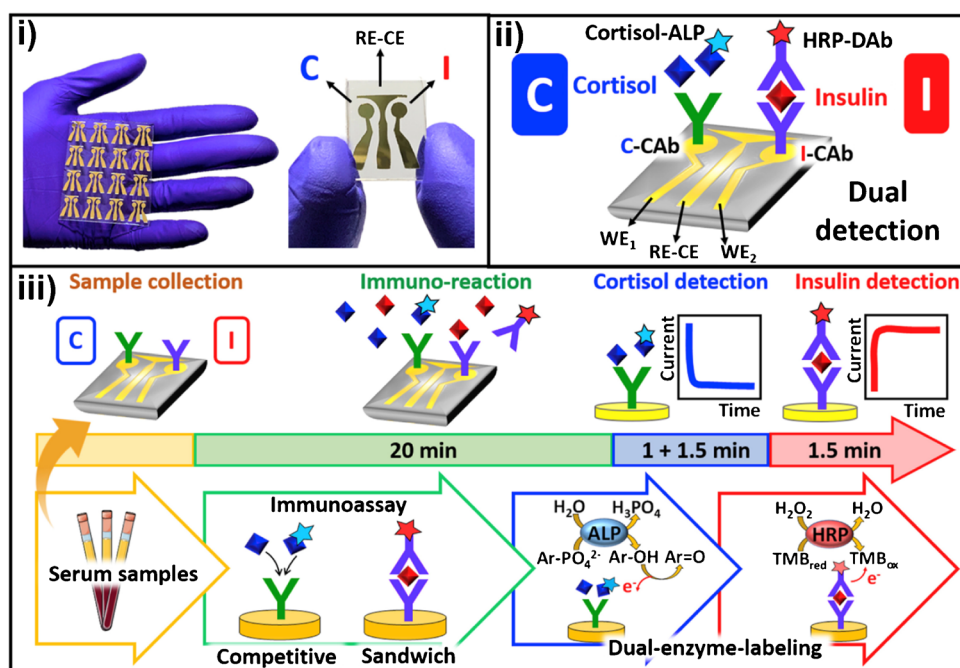 i)
RE-CE
C
I
ii)
Cortisol-ALP
HRP-DAb
C
Cortisol
Insulin
I
C-CAb
I-CAb
Dual
detection
WE₁
RE-CE
WE₂
iii)
Sample collection
Immuno-reaction
Cortisol detection
Insulin detection
C
I
Current
Time
Current
Time
20 min
1 + 1.5 min
1.5 min
Serum samples
Immunoassay
Competitive
Sandwich
H₂O
H₃PO₄
ALP
Ar-PO₄²⁻
Ar-OH
Ar=O
e⁻
H₂O₂
H₂O
HRP
TMBred
TMBox
e⁻
Dual-enzyme-labeling